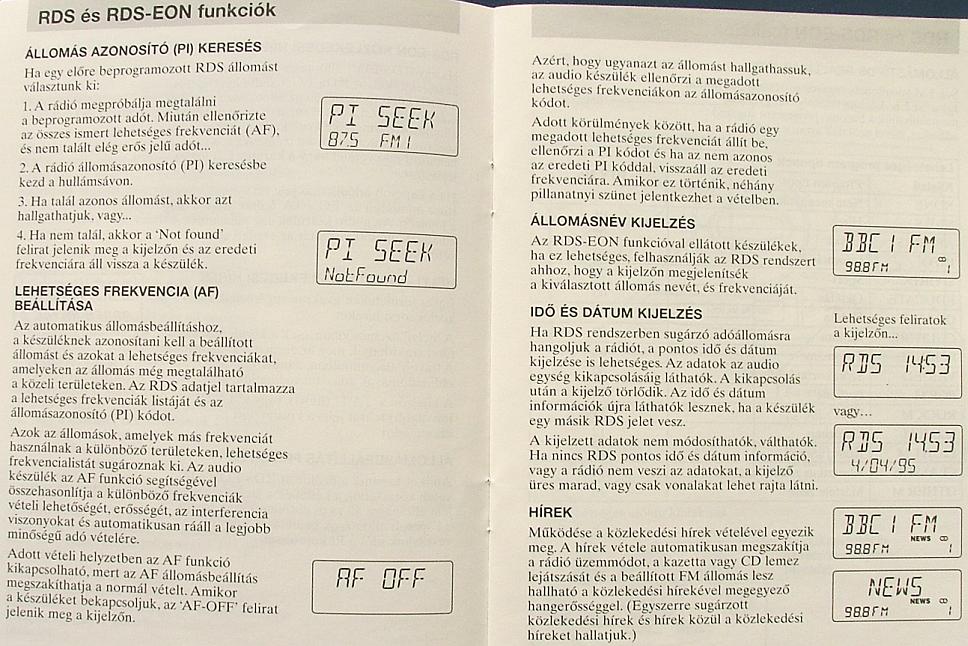 RDS és RDS-EON funkciók
ÁLLOMÁS AZONOSÍTÓ (PI) KERESÉS
Ha egy előre beprogramozott RDS állomást
választunk ki:
1. A rádió megpróbálja megtalálni
a beprogramozott adót. Miután ellenőrizte
az összes ismert lehetséges frekvenciát (AF),
és nem talált elég erős jelű adót...
2. A rádió állomásazonosító (PI) keresésbe
kezd a hullámsávon.
3. Ha talál azonos állomást, akkor azt
hallgathatjuk, vagy...
4. Ha nem talál, akkor a 'Not found'
felirat jelenik meg a kijelzőn és az eredeti
frekvenciára áll vissza a készülék.
PI SEEK
87.5 FM 1
PI SEEK
NotFound
LEHETSÉGES FREKVENCIA (AF)
BEÁLLÍTÁSA
Az automatikus állomásbeállításhoz,
a készüléknek azonosítani kell a beállított
állomást és azokat a lehetséges frekvenciákat,
amelyeken az állomás még megtalálható
a közeli területeken. Az RDS adatjel tartalmazza
a lehetséges frekvenciák listáját és az
állomásazonosító (PI) kódot.
Azok az állomások, amelyek más frekvenciát
használnak a különböző területeken, lehetséges
frekvencialistát sugároznak ki. Az audio
készülék az AF funkció segítségével
összehasonlítja a különböző frekvenciák
vételi lehetőségét, erősségét, az interferencia
viszonyokat és automatikusan rááll a legjobb
minőségű adó vételére.
Adott vételi helyzetben az AF funkció
kikapcsolható, mert az AF állomásbeállítás
megszakíthatja a normál vételt. Amikor
a készüléket bekapcsoljuk, az 'AF-OFF' felirat
jelenik meg a kijelzőn.
AF OFF
Azért, hogy ugyanazt az állomást hallgathassuk,
az audio készülék ellenőrzi a megadott
lehetséges frekvenciákon az állomásazonosító
kódot.
Adott körülmények között, ha a rádió egy
megadott lehetséges frekvenciát állít be,
ellenőrzi a PI kódot és ha az nem azonos
az eredeti PI kóddal, visszaáll az eredeti
frekvenciára. Amikor ez történik, néhány
pillanatnyi szünet jelentkezhet a vételben.
ÁLLOMÁSNÉV KIJELZÉS
Az RDS-EON funkcióval ellátott készülékek,
ha ez lehetséges, felhasználják az RDS rendszert
ahhoz, hogy a kijelzőn megjelenítsék
a kiválasztott állomás nevét, és frekvenciáját.
BBC 1 FM
98.8 FM 1
IDŐ ÉS DÁTUM KIJELZÉS
Ha RDS rendszerben sugárzó adóállomásra
hangoljuk a rádiót, a pontos idő és dátum
kijelzése is lehetséges. Az adatok az audio
egység kikapcsolásáig láthatók. A kikapcsolás
után a kijelző törlődik. Az idő és dátum
információk újra láthatók lesznek, ha a készülék
egy másik RDS jelet vesz.
A kijelzett adatok nem módosíthatók, válthatók.
Ha nincs RDS pontos idő és dátum információ,
vagy a rádió nem veszi az adatokat, a kijelző
üres marad, vagy csak vonalakat lehet rajta látni.
Lehetséges feliratok
a kijelzőn...
RDS 14:53
vagy…
RDS 14:53
4/04/95
HÍREK
Működése a közlekedési hírek vételével egyezik
meg. A hírek vétele automatikusan megszakítja
a rádió üzemmódot, a kazetta vagy CD lemez
lejátszását és a beállított FM állomás lesz
hallható a közlekedési hírekével megegyező
hangerősséggel. (Egyszerre sugárzott
közlekedési hírek és hírek közül a közlekedési
híreket hallatjuk.)
BBC 1 FM
NEWS CD
98.8 FM 1
NEWS
NEWS CD
98.8 FM 1